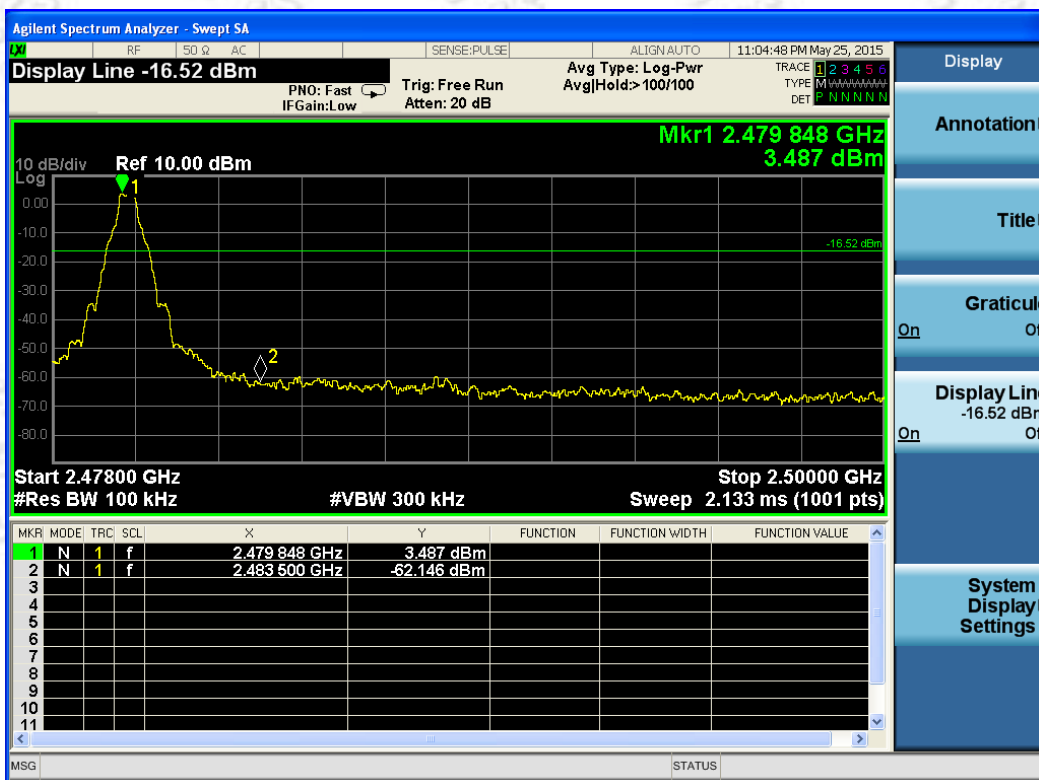 Agilent Spectrum Analyzer - Swept SA
LXI RF 50 Ω AC SENSE:PULSE ALIGN AUTO 11:04:48 PM May 25, 2015
Display Line -16.52 dBm
PNO: Fast Trig: Free Run Avg Type: Log-Pwr TRACE 1 2 3 4 5 6
IFGain:Low Atten: 20 dB Avg|Hold:>100/100 TYPE M WWWWW
DET P N N N N N
Mkr1 2.479 848 GHz
3.487 dBm
10 dB/div Ref 10.00 dBm
Log
1
0.00
-10.0
-16.52 dBm
-20.0
-30.0
-40.0
-50.0
2
-60.0
-70.0
-80.0
Start 2.47800 GHz Stop 2.50000 GHz
#Res BW 100 kHz #VBW 300 kHz Sweep 2.133 ms (1001 pts)
MKR MODE TRC SCL X Y FUNCTION FUNCTION WIDTH FUNCTION VALUE
1 N 1 f 2.479 848 GHz 3.487 dBm
2 N 1 f 2.483 500 GHz -62.146 dBm
3
4
5
6
7
8
9
10
11
MSG STATUS
Display
Annotation
Title
Graticule
On Of
Display Line
-16.52 dBm
On Of
System
Display
Settings